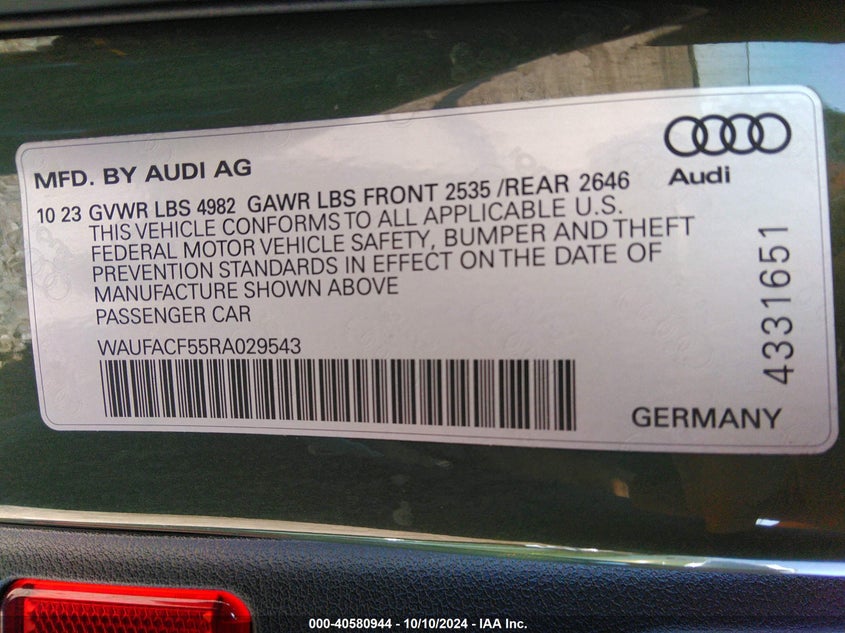 MFD. BY AUDI AG
Audi
10 23 GVWR LBS 4982 GAWR LBS FRONT 2535 /REAR 2646
THIS VEHICLE CONFORMS TO ALL APPLICABLE U.S.
FEDERAL MOTOR VEHICLE SAFETY, BUMPER AND THEFT
PREVENTION STANDARDS IN EFFECT ON THE DATE OF
MANUFACTURE SHOWN ABOVE
PASSENGER CAR
WAUFACF55RA029543
4331651
GERMANY
000-40580944 - 10/10/2024 - IAA Inc.